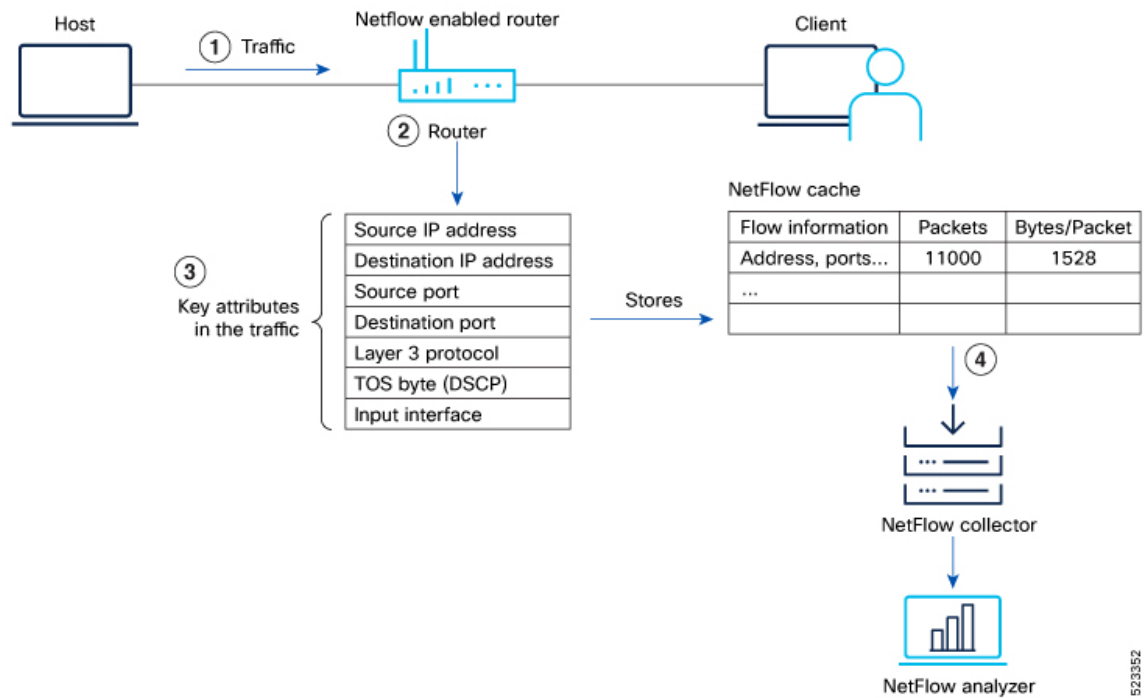 Host
Netflow enabled router
Client
1 Traffic
2 Router
3
Key attributes
in the traffic
Source IP address
Destination IP address
Source port
Destination port
Layer 3 protocol
TOS byte (DSCP)
Input interface
Stores
NetFlow cache
Flow information Packets Bytes/Packet
Address, ports... 11000 1528
...
4
NetFlow collector
NetFlow analyzer
523352